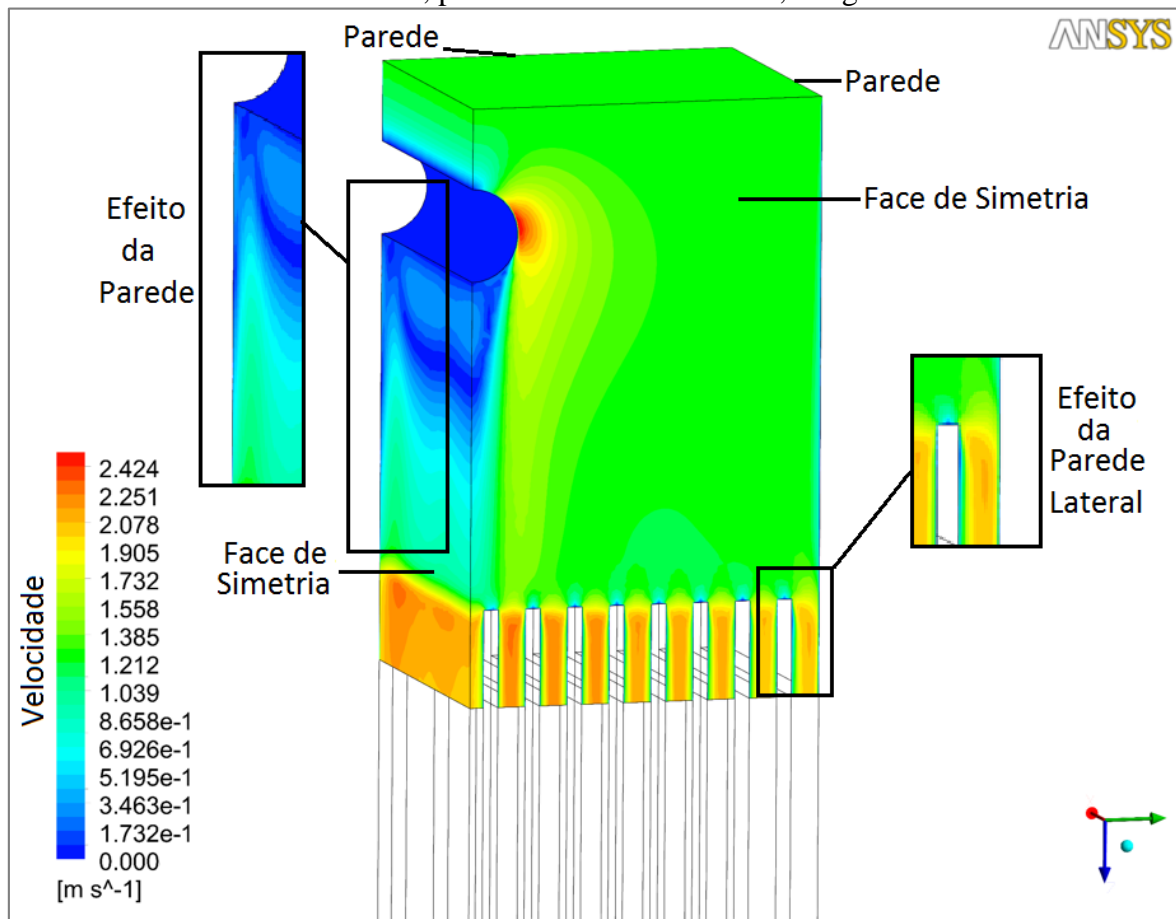 Parede
ANSYS
Parede
Efeito
da
Parede
Face de Simetria
Efeito
da
Parede
Lateral
Face de
Simetria
Velocidade
2.424
2.251
2.078
1.905
1.732
1.558
1.385
1.212
1.039
8.658e-1
6.926e-1
5.195e-1
3.463e-1
1.732e-1
0.000
[m s^-1]